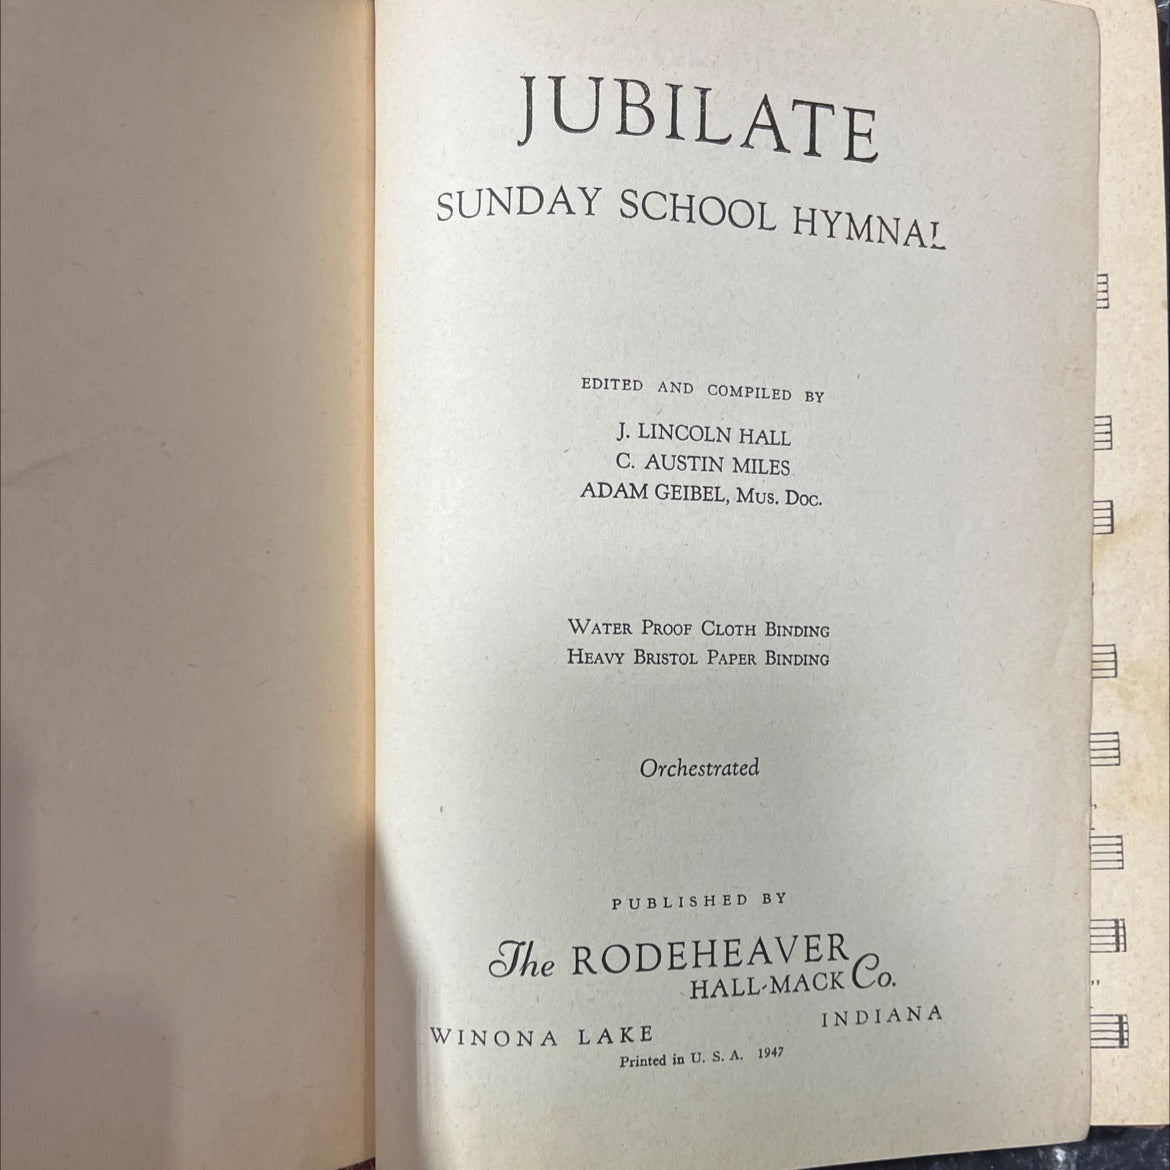 JUBILATE
SUNDAY SCHOOL HYMNAL
EDITED AND COMPILED BY
J. LINCOLN HALL
C. AUSTIN MILES
ADAM GEIBEL, Mus. Doc.
Water Proof Cloth Binding
Heavy Bristol Paper Binding
Orchestrated
PUBLISHED BY
The RODEHEAVER
HALL-MACK Co.
WINONA LAKE INDIANA
Printed in U. S. A. 1947